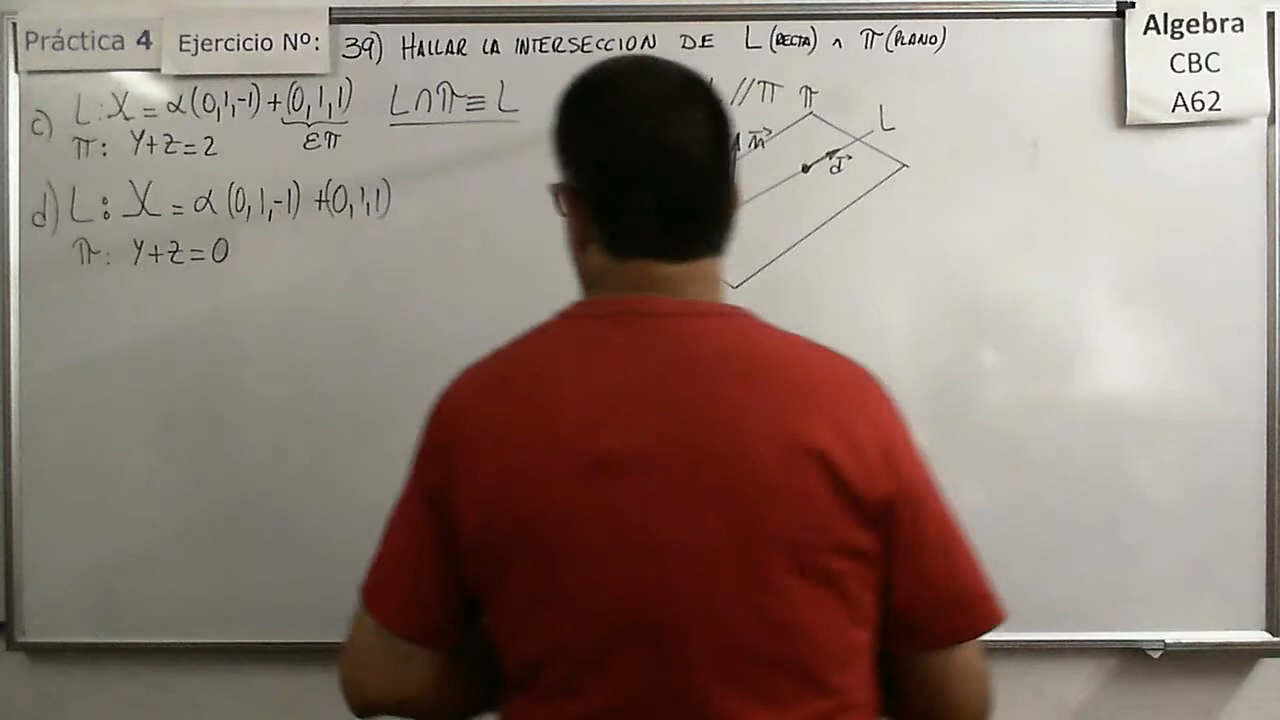 Práctica 4 Ejercicio Nº: 39) HALLAR LA INTERSECCION DE L (RECTA) ∩ π (PLANO)
Algebra
CBC
A62
c) L: X = α(0,1,-1) + (0,1,1) L∩π ≡ L
επ
π: Y+Z=2
d) L: X = α(0,1,-1) + (0,1,1)
π: Y+Z=0
//π
π
L
n
d